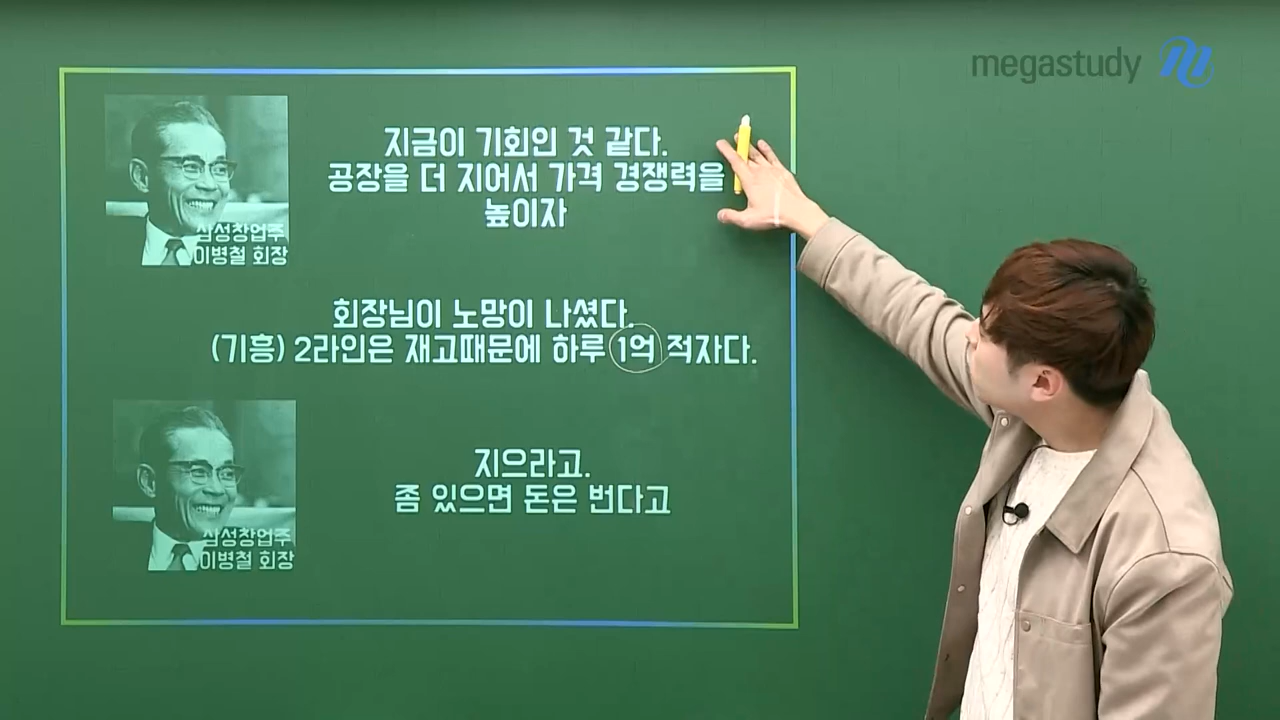 megastudy
지금이 기회인 것 같다.
공장을 더 지어서 가격 경쟁력을
높이자
삼성창업주
이병철 회장
회장님이 노망이 나셨다.
(기흥) 2라인은 재고때문에 하루 1억 적자다.
지으라고.
좀 있으면 돈은 번다고
삼성창업주
이병철 회장